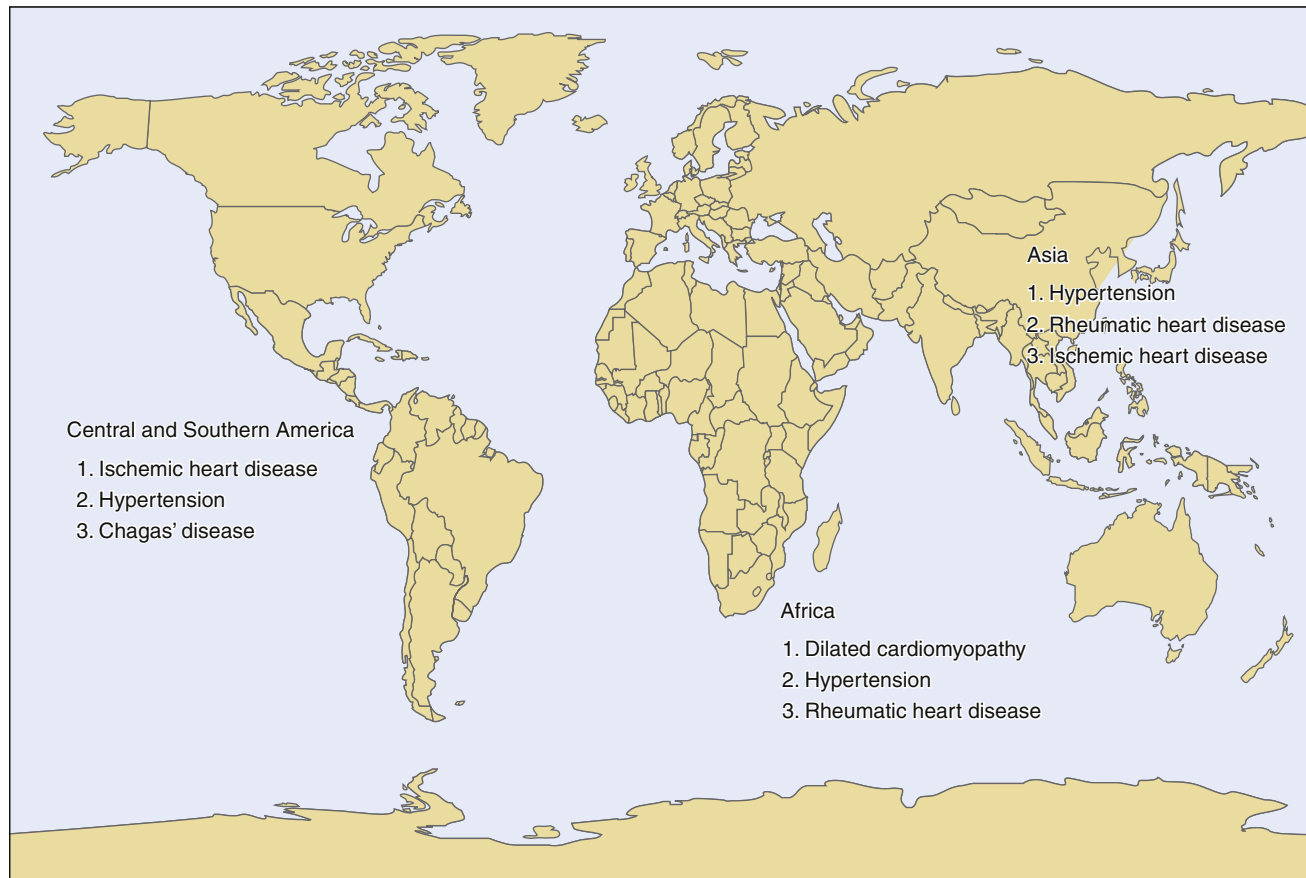 Asia
1. Hypertension
2. Rheumatic heart disease
3. Ischemic heart disease
Central and Southern America
1. Ischemic heart disease
2. Hypertension
3. Chagas' disease
Africa
1. Dilated cardiomyopathy
2. Hypertension
3. Rheumatic heart disease